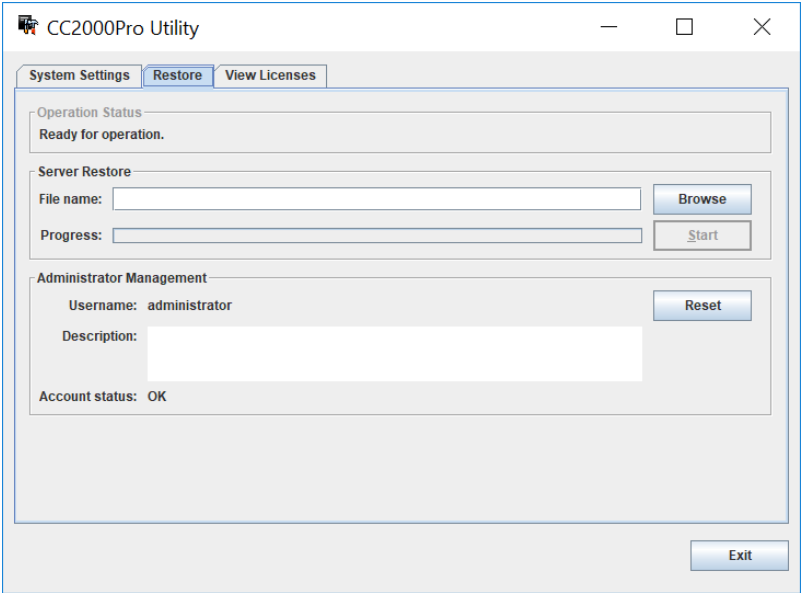 CC2000Pro Utility
System Settings Restore View Licenses
Operation Status
Ready for operation.
Server Restore
File name: Browse
Progress: Start
Administrator Management
Username: administrator Reset
Description:
Account status: OK
Exit